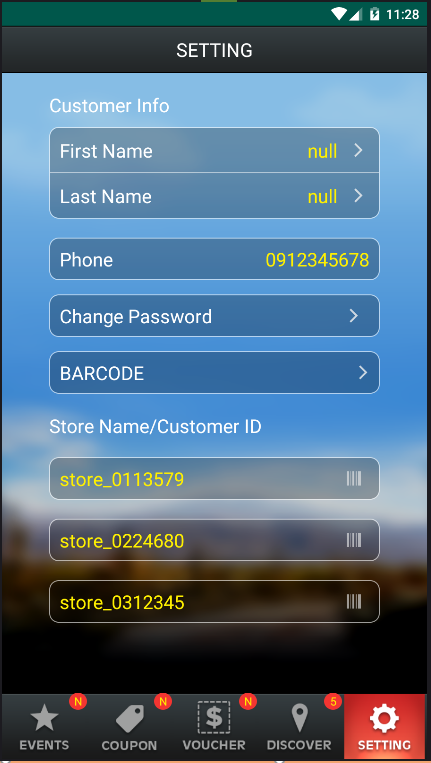 11:28
SETTING
Customer Info
First Name null
Last Name null
Phone 0912345678
Change Password
BARCODE
Store Name/Customer ID
store_0113579
store_0224680
store_0312345
N N N 5
$
EVENTS COUPON VOUCHER DISCOVER SETTING